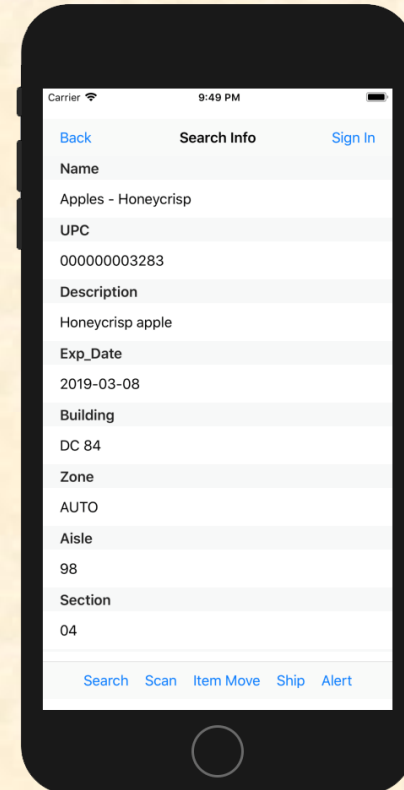 Carrier 9:49 PM
Back Search Info Sign In
Name
Apples - Honeycrisp
UPC
000000003283
Description
Honeycrisp apple
Exp_Date
2019-03-08
Building
DC 84
Zone
AUTO
Aisle
98
Section
04
Search Scan Item Move Ship Alert